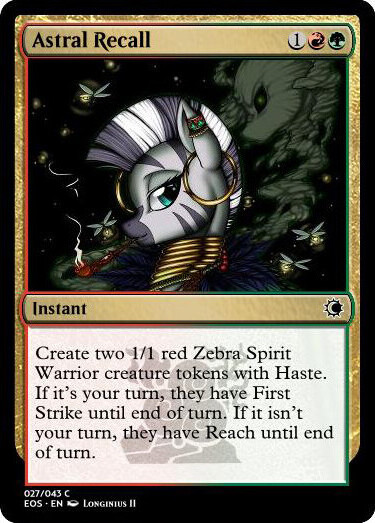 Astral Recall
1
Instant
Create two 1/1 red Zebra Spirit
Warrior creature tokens with Haste.
If it's your turn, they have First
Strike until end of turn. If it isn't
your turn, they have Reach until end
of turn.
027/043 C
EOS • EN Longinius II